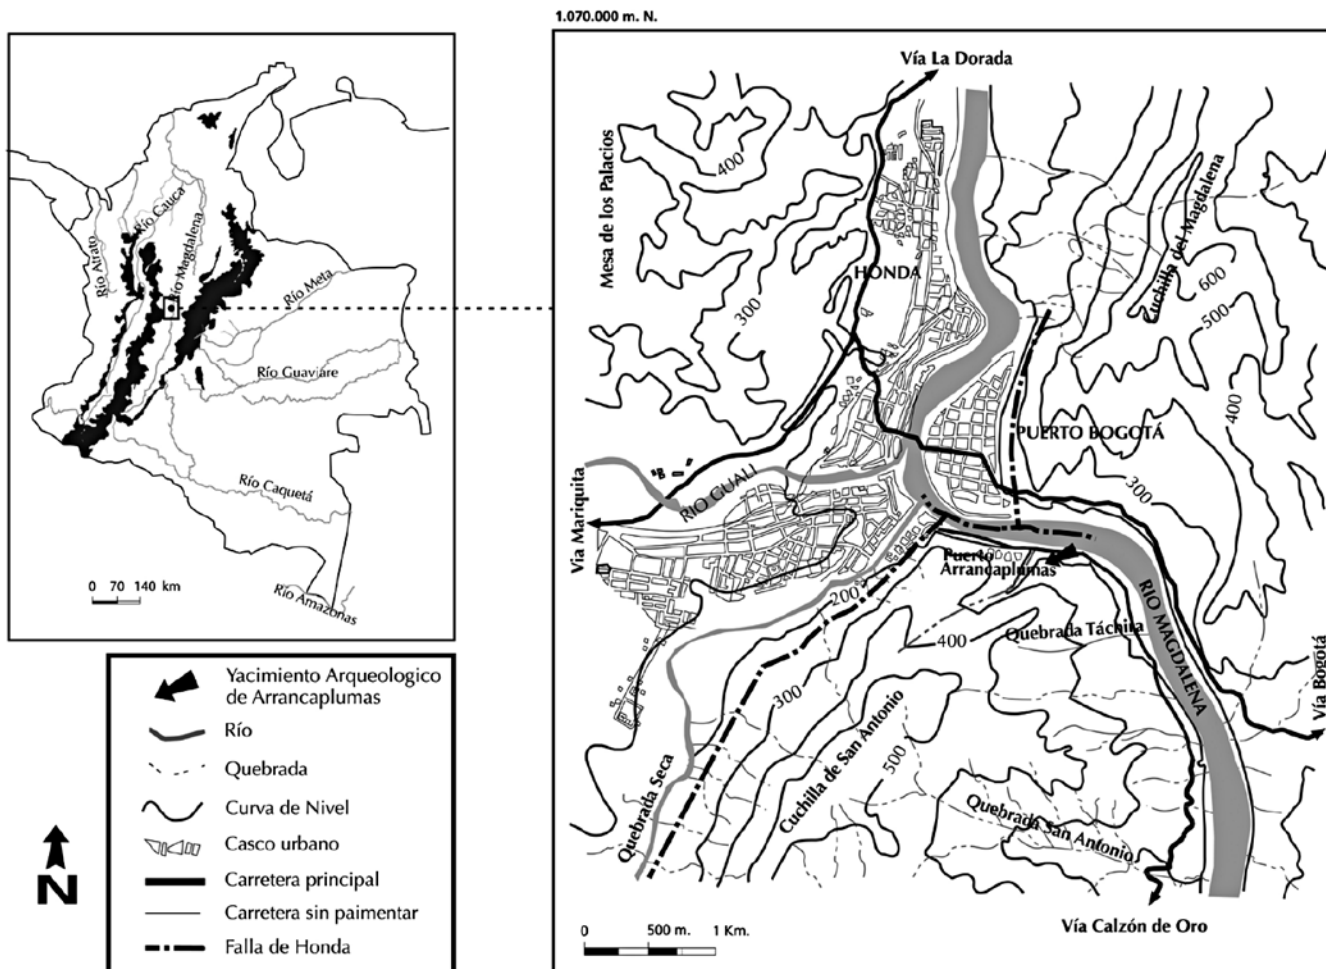 1.070.000 m. N.
Río Atrato
Río Cauca
Río Magdalena
Río Meta
Río Guaviare
Río Caquetá
Río Amazonas
0 70 140 km
Yacimiento Arqueologico
de Arrancaplumas
Río
Quebrada
Curva de Nivel
Casco urbano
Carretera principal
Carretera sin paimentar
Falla de Honda
N
Vía La Dorada
Mesa de los Palacios
400
300
HONDA
Cuchilla del Magdalena
600
500
400
PUERTO BOGOTÁ
300
RIO GUALI
Via Mariquita
Puerto
Arrancaplumas
200
400
Quebrada Táchira
RIO MAGDALENA
Vía Bogotá
300
Cuchilla de San Antonio
500
Quebrada Seca
Quebrada San Antonio
Vía Calzón de Oro
0 500 m. 1 Km.